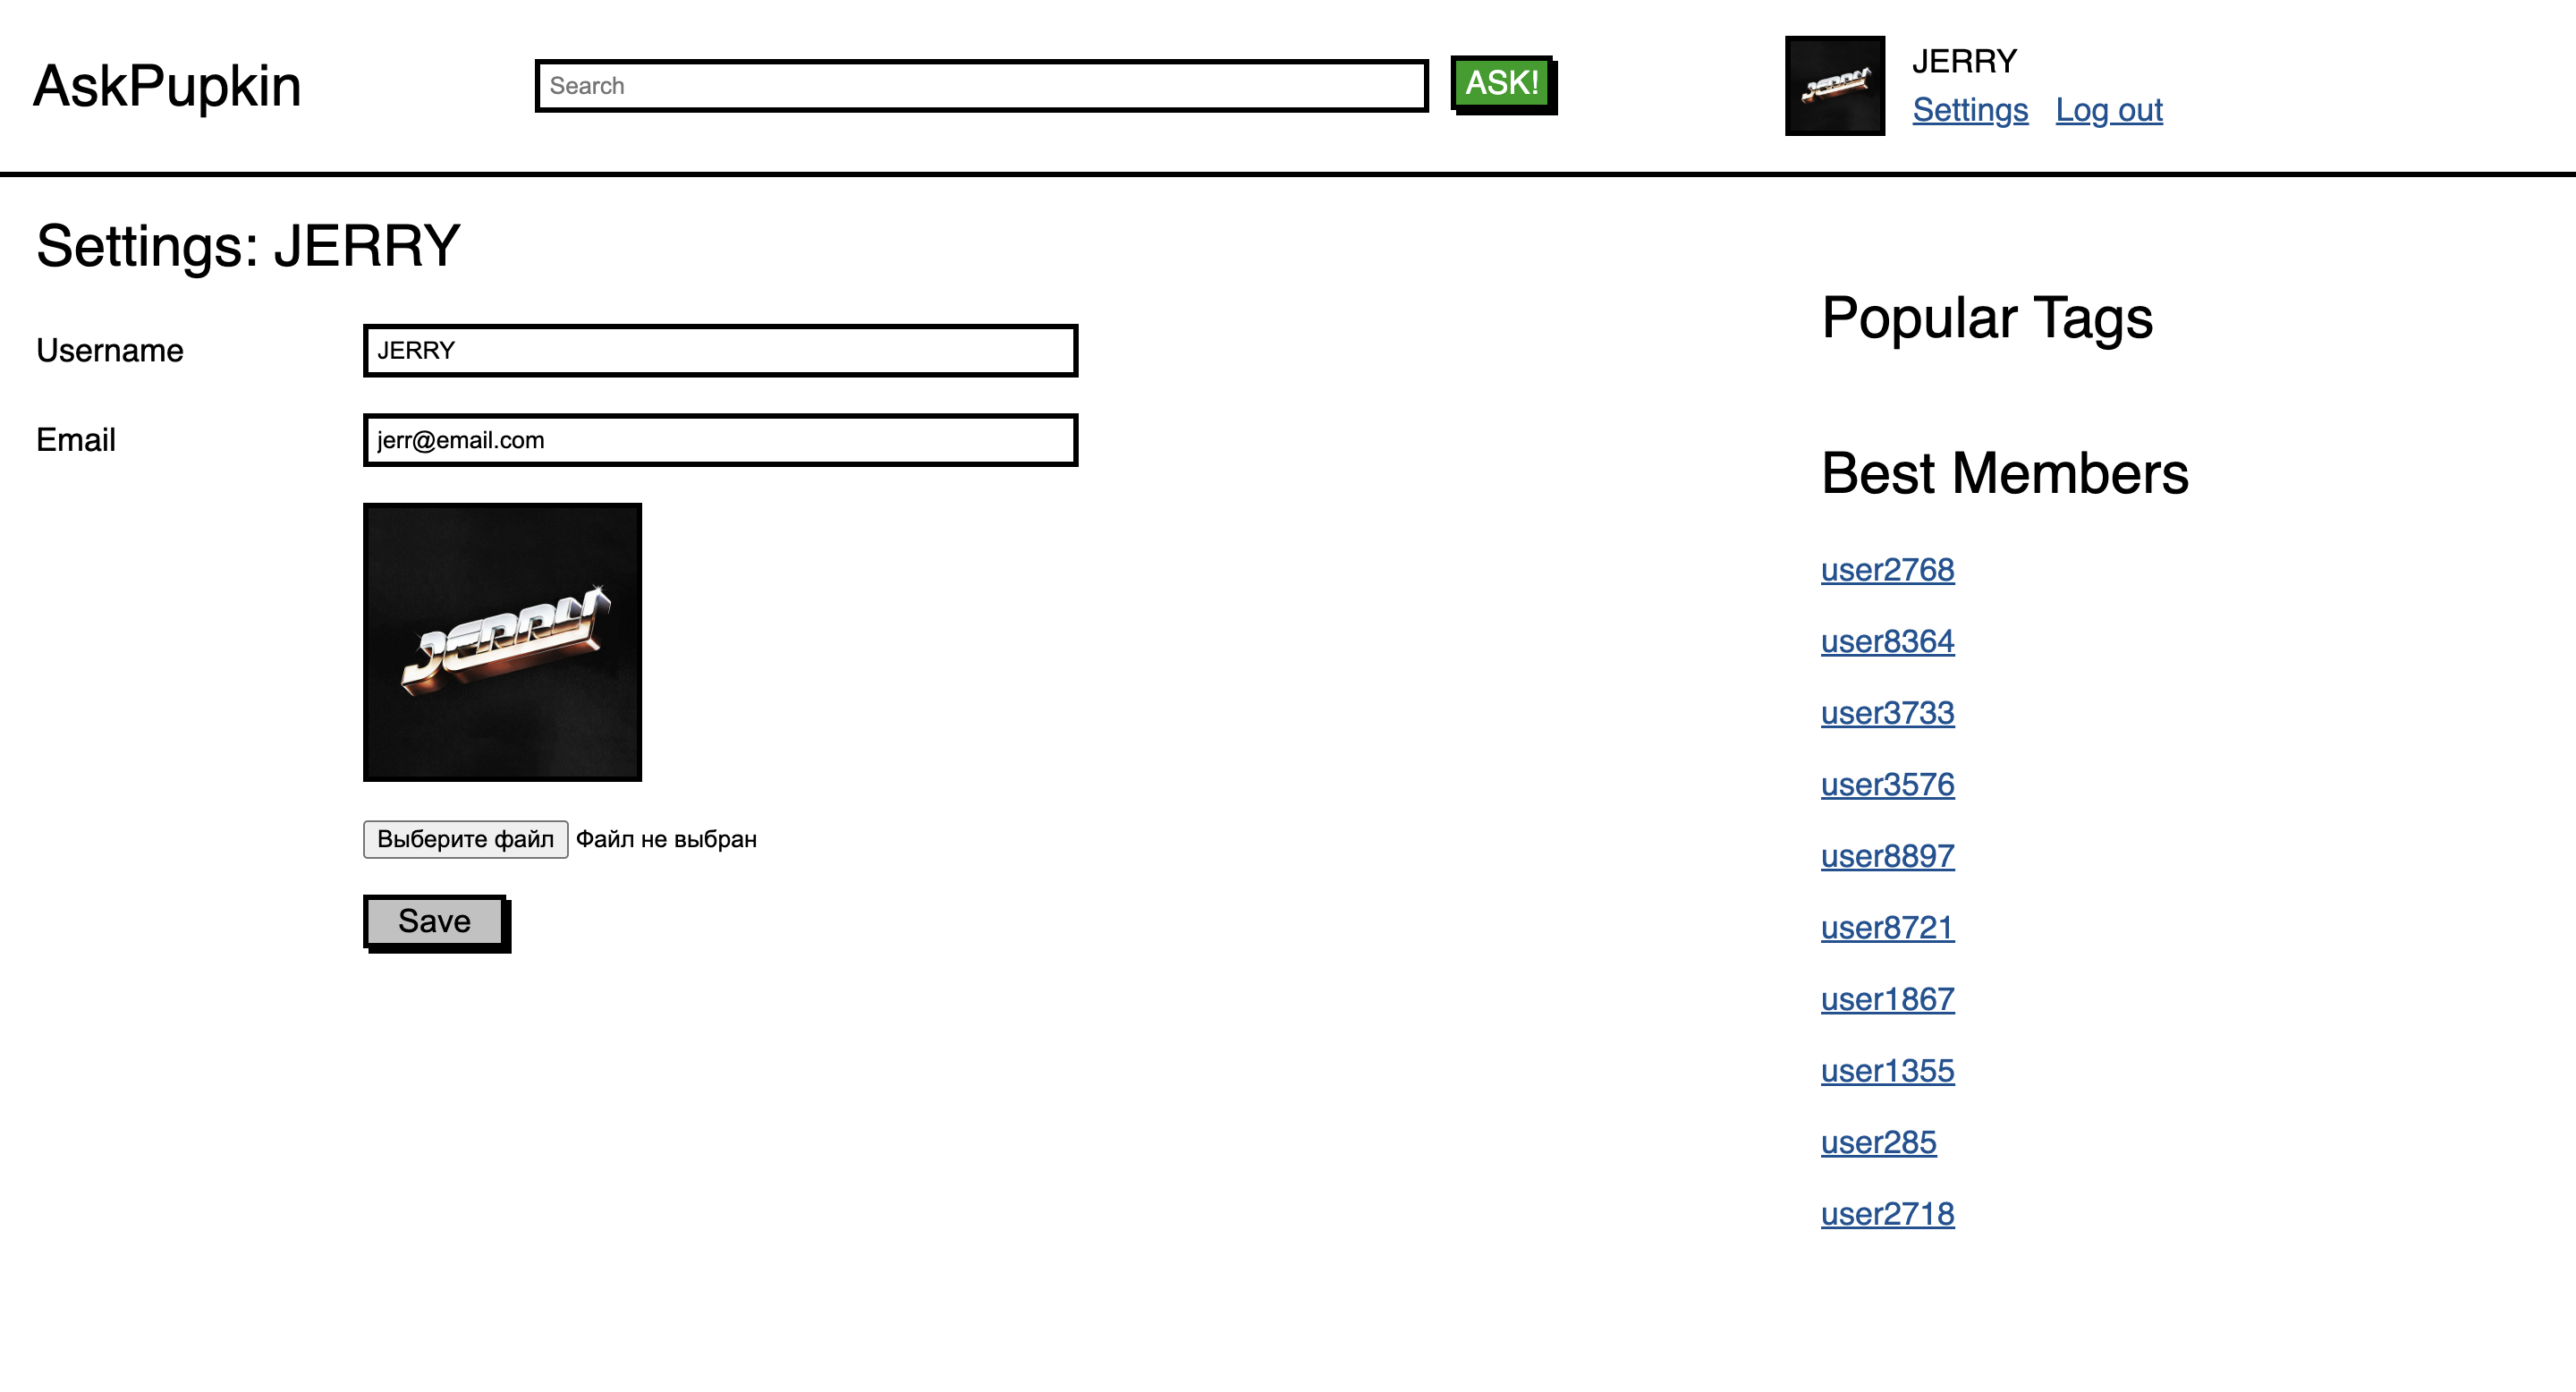 AskPupkin
Search
ASK!
JERRY
JERRY
Settings Log out
Settings: JERRY
Username
JERRY
Email
jerr@email.com
JERRY
Выберите файл Файл не выбран
Save
Popular Tags
Best Members
user2768
user8364
user3733
user3576
user8897
user8721
user1867
user1355
user285
user2718